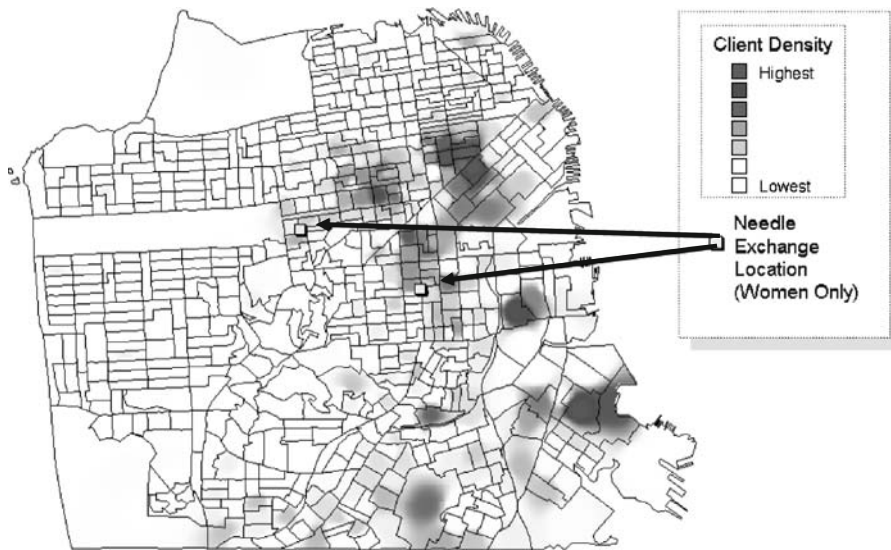 Client Density
Highest
Lowest
Needle
Exchange
Location
(Women Only)